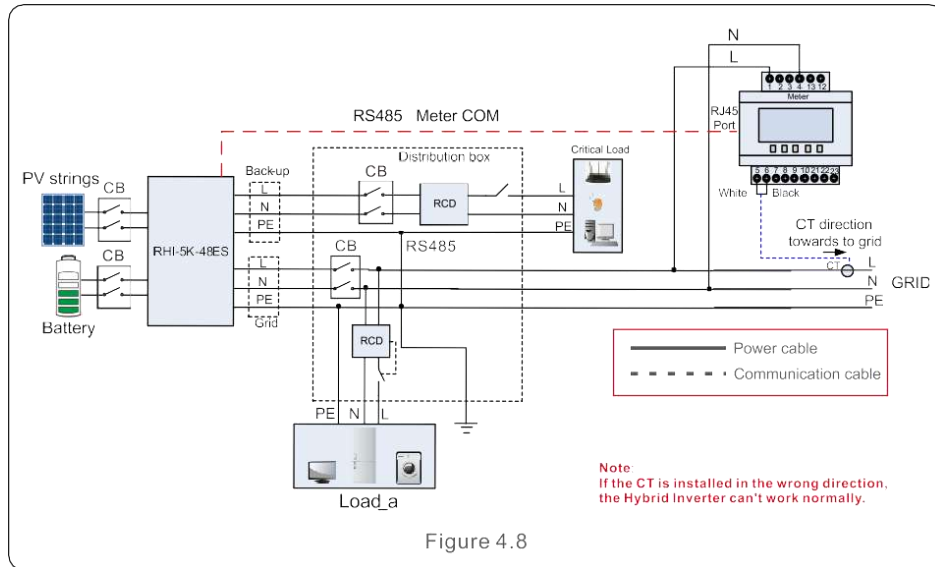 N
L
1 2 3 4 13 12
Meter
RJ45
Port
RS485 Meter COM
Distribution box
Critical Load
5 6 7 8 9 10 22 23
White
Black
PV strings
CB
Back-up
L
N
PE
RCD
L
N
PE
RHI-5K-48ES
RS485
CT direction
towards to grid
CB
CB
L
N
PE
Grid
CT
L
N
PE
GRID
Battery
RCD
Power cable
Communication cable
PE N L
Load_a
Note:
If the CT is installed in the wrong direction,
the Hybrid Inverter can't work normally.
Figure 4.8